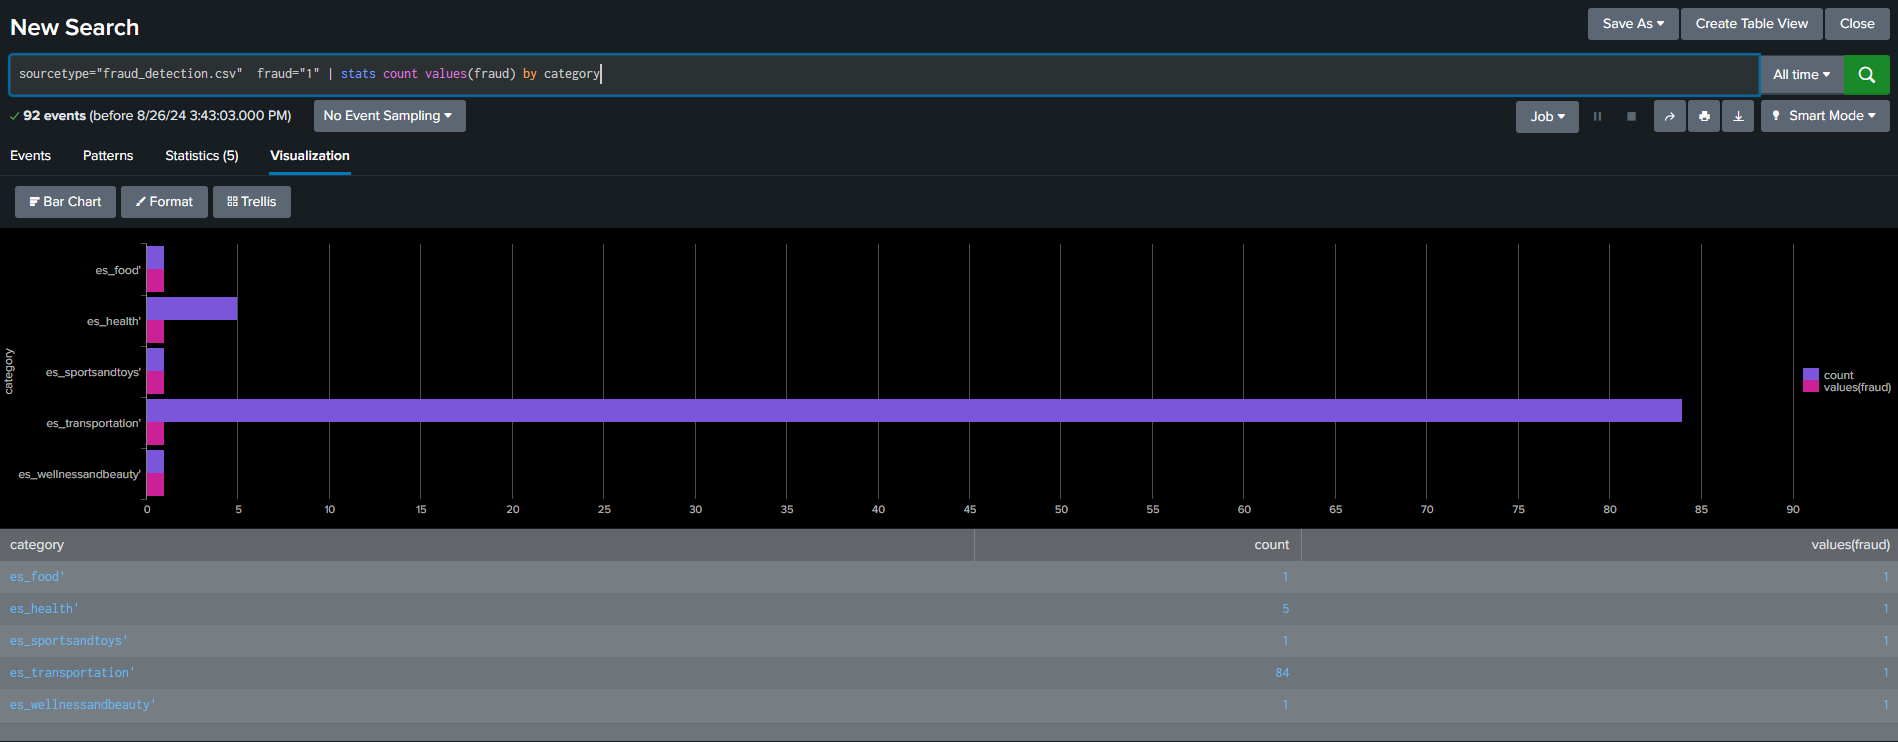 New Search
Save As
Create Table View
Close
sourcetype="fraud_detection.csv"  fraud="1" | stats count values(fraud) by category
All time
92 events (before 8/26/24 3:43:03.000 PM)
No Event Sampling
Job
Smart Mode
Events
Patterns
Statistics (5)
Visualization
Bar Chart
Format
Trellis
category
es_food'
es_health'
es_sportsandtoys'
es_transportation'
es_wellnessandbeauty'
0 5 10 15 20 25 30 35 40 45 50 55 60 65 70 75 80 85 90
count
values(fraud)
category count values(fraud)
es_food' 1 1
es_health' 5 1
es_sportsandtoys' 1 1
es_transportation' 84 1
es_wellnessandbeauty' 1 1